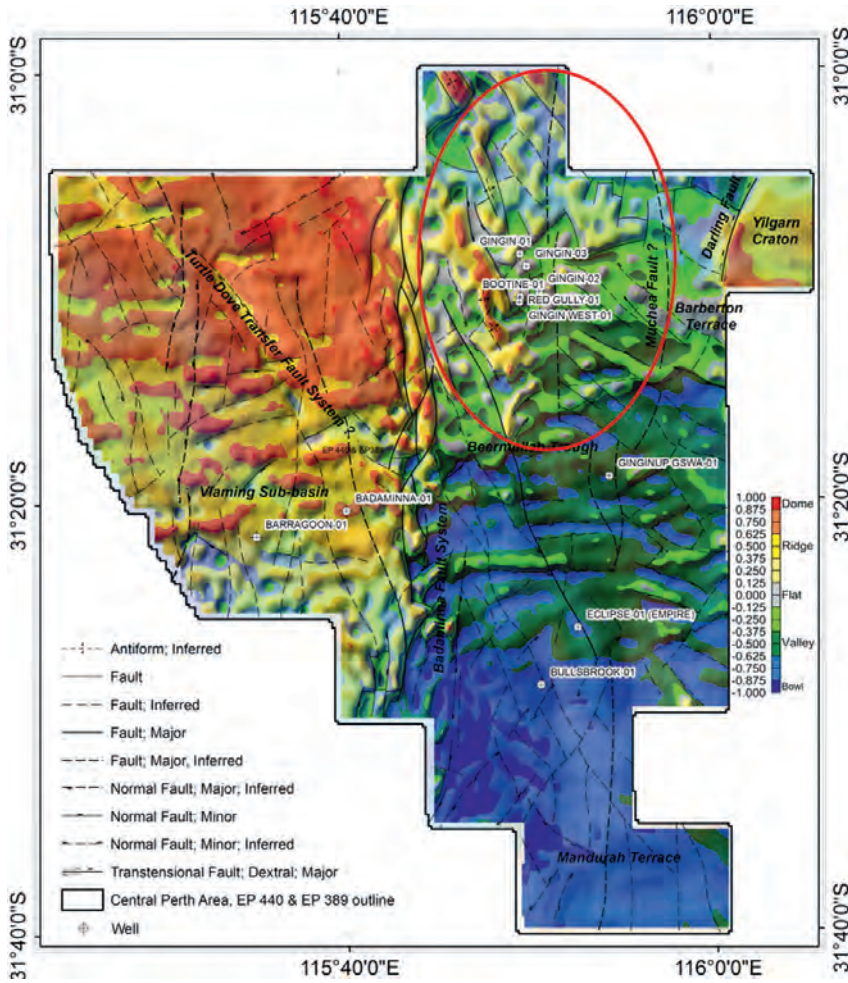 115°40'0"E
116°0'0"E
31°0'0"S
31°0'0"S
Darling Fault
Yilgarn
Craton
GINGIN-01
GINGIN-03
GINGIN-02
BOOTINE-01
RED GULLY-01
GINGIN WEST-01
Muchea Fault ?
Barberton
Terrace
Turtle Dove Transfer Fault System ?
EP 440 & EP389
Beermullah Trough
GINGINUP GSWA-01
31°20'0"S
31°20'0"S
Vlaming Sub-basin
BADAMINNA-01
BARRAGOON-01
Badaminna Fault System
1.000
0.875
0.750
0.625
0.500
0.375
0.250
0.125
0.000
-0.125
-0.250
-0.375
-0.500
-0.625
-0.750
-0.875
-1.000
Dome
Ridge
Flat
Valley
Bowl
ECLIPSE-01 (EMPIRE)
BULLSBROOK-01
Antiform; Inferred
Fault
Fault; Inferred
Fault; Major
Fault; Major, Inferred
Normal Fault; Major; Inferred
Normal Fault; Minor
Normal Fault; Minor; Inferred
Transtensional Fault; Dextral; Major
Central Perth Area, EP 440 & EP 389 outline
Well
Mandurah Terrace
31°40'0"S
31°40'0"S
115°40'0"E
116°0'0"E